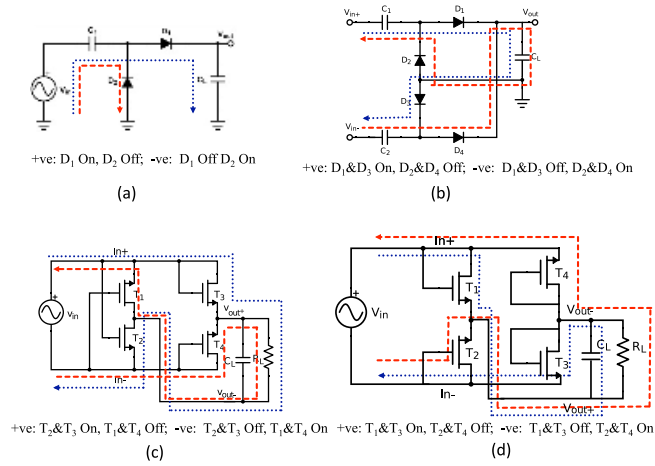 C₁ D₁ Vout
Vin
D₂
+ve: D₁ On, D₂ Off; -ve: D₁ Off D₂ On
(a)
Vin+ C₁ D₁ Vout
D₂ CL
D₃
Vin- C₂ D₄
+ve: D₁&D₃ On, D₂&D₄ Off; -ve: D₁&D₃ Off, D₂&D₄ On
(b)
In+
+ T₁ T₃
vin vout+
T₂ T₄ CL RL
In- vout-
+ve: T₂&T₃ On, T₁&T₄ Off; -ve: T₂&T₃ Off, T₁&T₄ On
(c)
In+
T₁ T₄
+ Vin Vout-
T₂ T₃ CL RL
In- Vout+
+ve: T₁&T₃ On, T₂&T₄ Off; -ve: T₁&T₃ Off, T₂&T₄ On
(d)